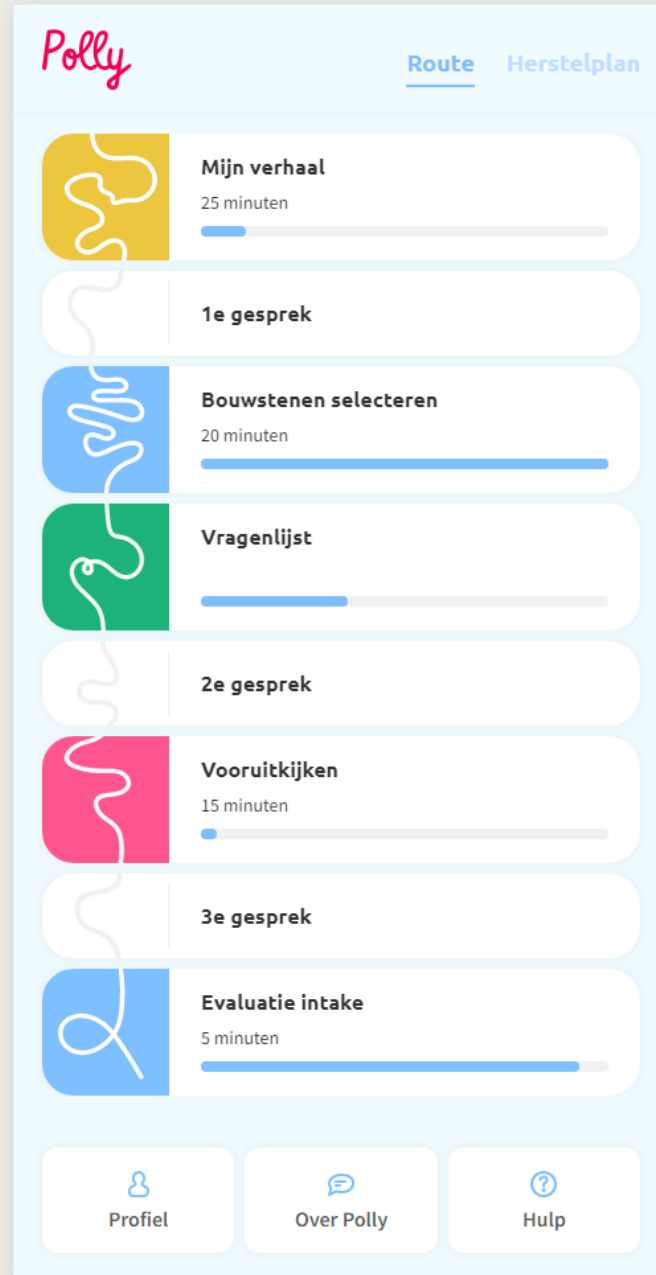 Polly
Route Herstelplan
Mijn verhaal
25 minuten
1e gesprek
Bouwstenen selecteren
20 minuten
Vragenlijst
2e gesprek
Vooruitkijken
15 minuten
3e gesprek
Evaluatie intake
5 minuten
Profiel Over Polly Hulp